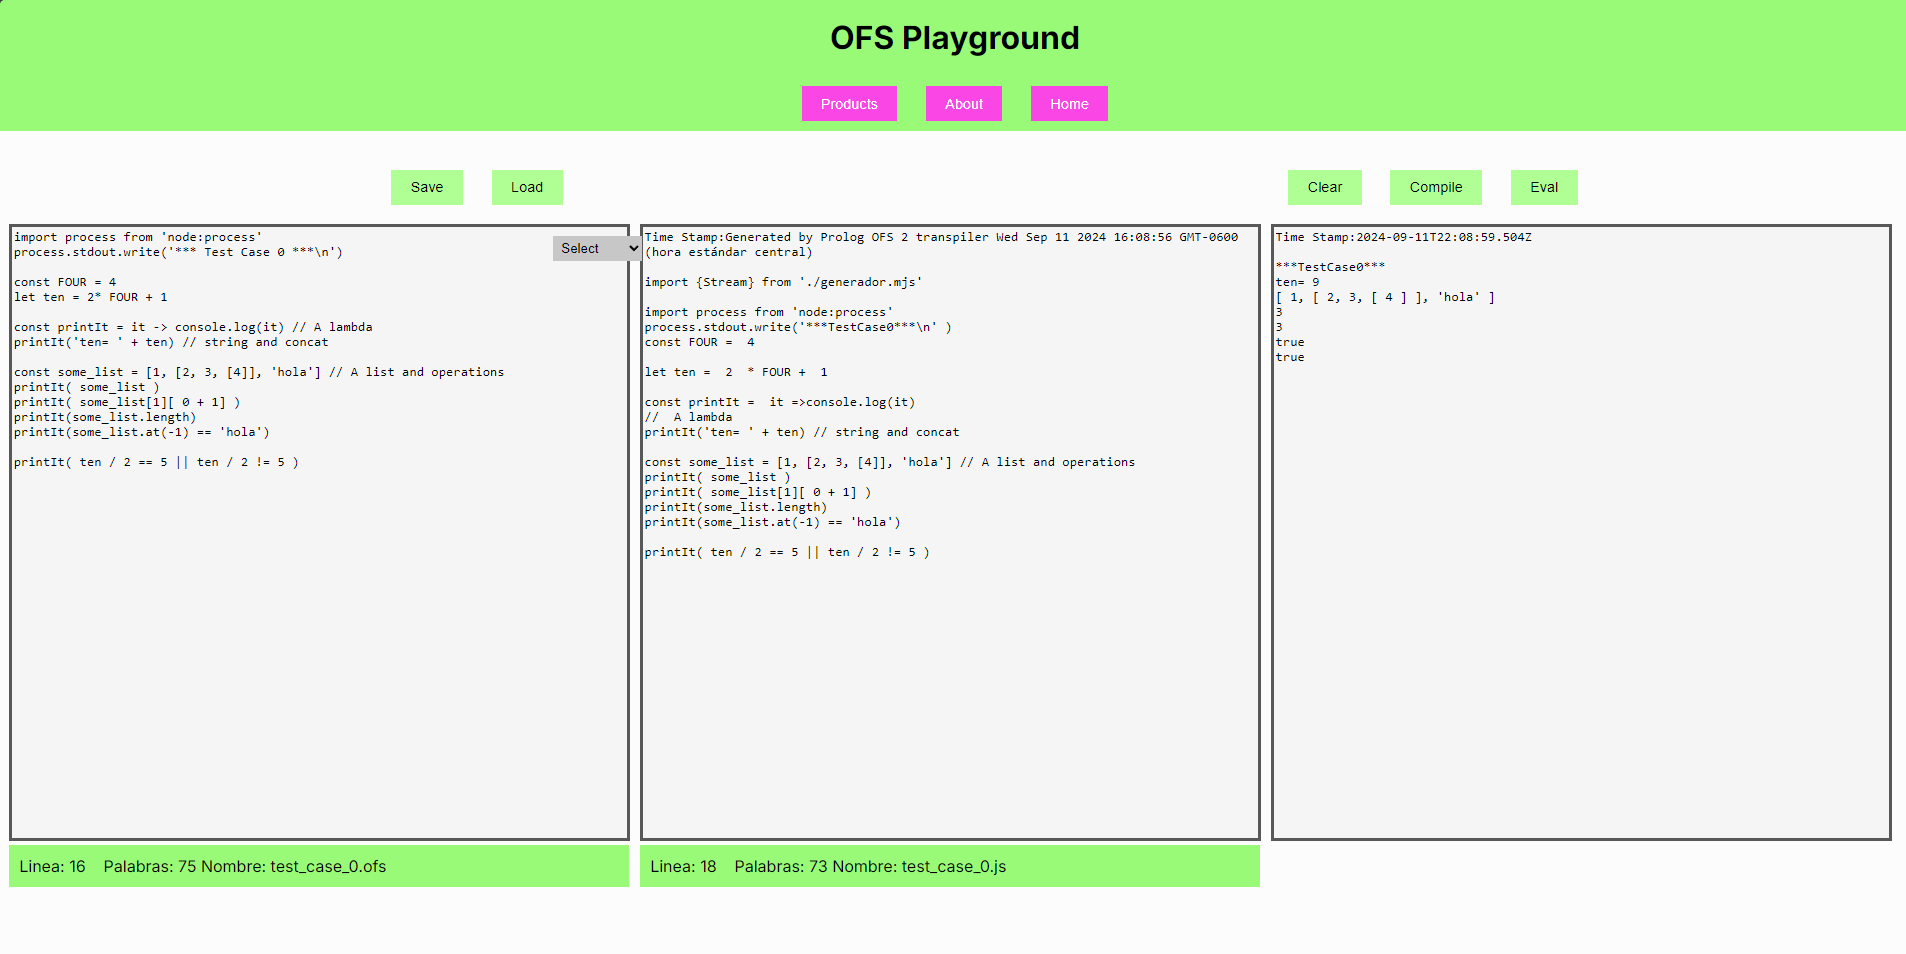 OFS Playground
Products About Home
Save Load
Clear Compile Eval
import process from 'node:process'
process.stdout.write('*** Test Case 0 ***\n')
const FOUR = 4
let ten = 2* FOUR + 1
const printIt = it -> console.log(it) // A lambda
printIt('ten= ' + ten) // string and concat
const some_list = [1, [2, 3, [4]], 'hola'] // A list and operations
printIt( some_list )
printIt( some_list[1][ 0 + 1] )
printIt(some_list.length)
printIt(some_list.at(-1) == 'hola')
printIt( ten / 2 == 5 || ten / 2 != 5 )
Select
Time Stamp:Generated by Prolog OFS 2 transpiler Wed Sep 11 2024 16:08:56 GMT-0600
(hora estándar central)
import {Stream} from './generador.mjs'
import process from 'node:process'
process.stdout.write('***TestCase0***\n' )
const FOUR =  4
let ten =  2  * FOUR +  1
const printIt =  it =>console.log(it)
//  A lambda
printIt('ten= ' + ten) // string and concat
const some_list = [1, [2, 3, [4]], 'hola'] // A list and operations
printIt( some_list )
printIt( some_list[1][ 0 + 1] )
printIt(some_list.length)
printIt(some_list.at(-1) == 'hola')
printIt( ten / 2 == 5 || ten / 2 != 5 )
Time Stamp:2024-09-11T22:08:59.504Z
***TestCase0***
ten= 9
[ 1, [ 2, 3, [ 4 ] ], 'hola' ]
3
3
true
true
Linea: 16 Palabras: 75 Nombre: test_case_0.ofs
Linea: 18 Palabras: 73 Nombre: test_case_0.js